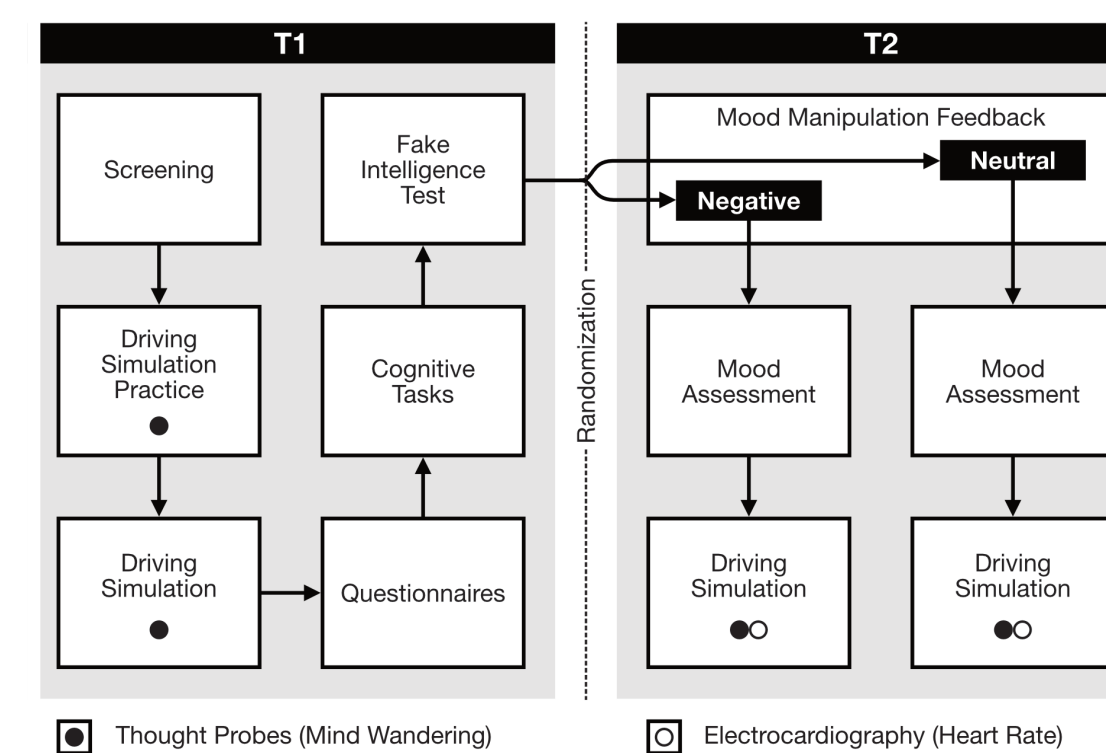 T1
Screening
Driving
Simulation
Practice
Driving
Simulation
Questionnaires
Cognitive
Tasks
Fake
Intelligence
Test
Randomization
T2
Mood Manipulation Feedback
Neutral
Negative
Mood
Assessment
Mood
Assessment
Driving
Simulation
Driving
Simulation
Thought Probes (Mind Wandering)
Electrocardiography (Heart Rate)